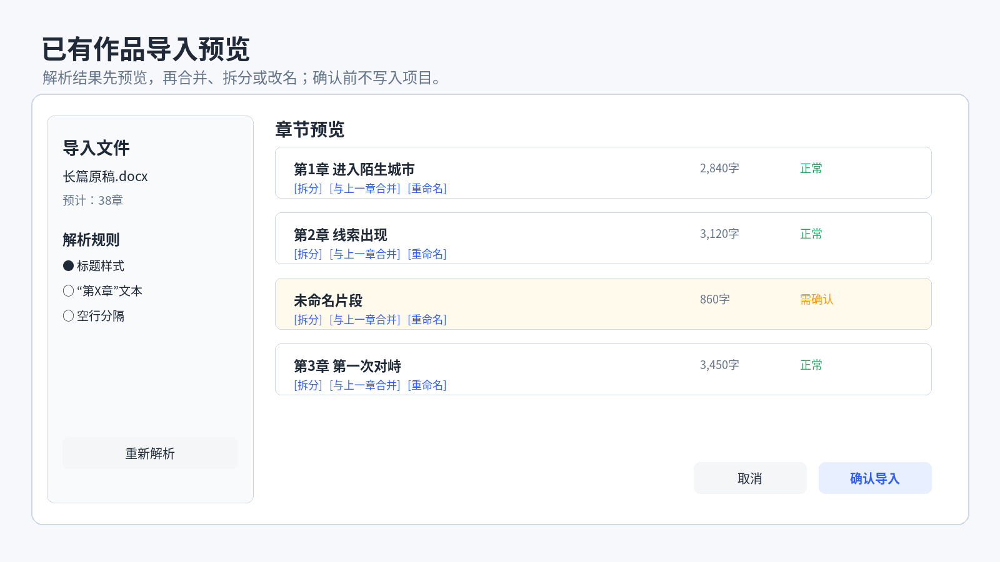 已有作品导入预览
解析结果先预览，再合并、拆分或改名；确认前不写入项目。
导入文件
长篇原稿.docx
预计：38章
解析规则
● 标题样式
○ “第X章”文本
○ 空行分隔
重新解析
章节预览
第1章 进入陌生城市 2,840字 正常
[拆分] [与上一章合并] [重命名]
第2章 线索出现 3,120字 正常
[拆分] [与上一章合并] [重命名]
未命名片段 860字 需确认
[拆分] [与上一章合并] [重命名]
第3章 第一次对峙 3,450字 正常
[拆分] [与上一章合并] [重命名]
取消 确认导入